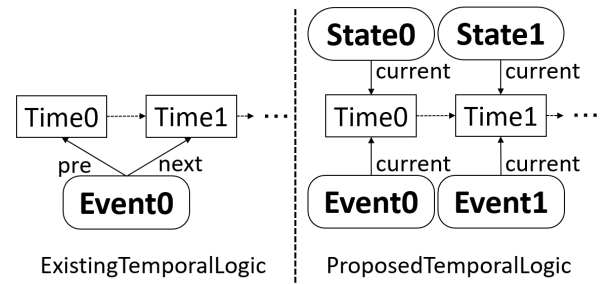 Time0
Time1
...
pre
next
Event0
ExistingTemporalLogic
State0
State1
current
current
Time0
Time1
...
current
current
Event0
Event1
ProposedTemporalLogic